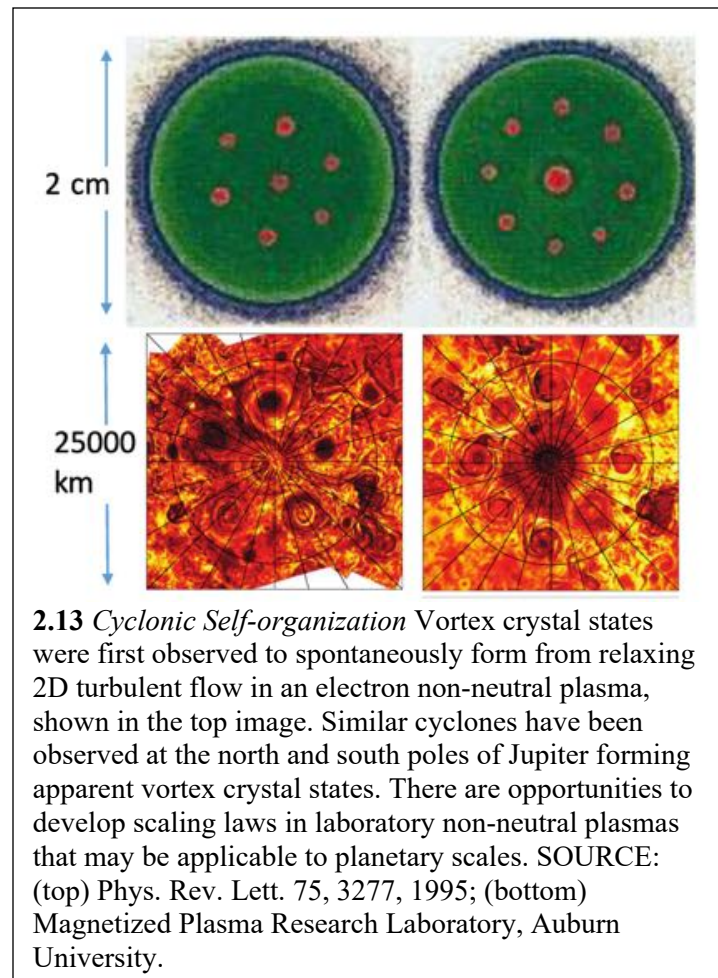 2 cm
25000
km
2.13 Cyclonic Self-organization Vortex crystal states
were first observed to spontaneously form from relaxing
2D turbulent flow in an electron non-neutral plasma,
shown in the top image. Similar cyclones have been
observed at the north and south poles of Jupiter forming
apparent vortex crystal states. There are opportunities to
develop scaling laws in laboratory non-neutral plasmas
that may be applicable to planetary scales. SOURCE:
(top) Phys. Rev. Lett. 75, 3277, 1995; (bottom)
Magnetized Plasma Research Laboratory, Auburn
University.